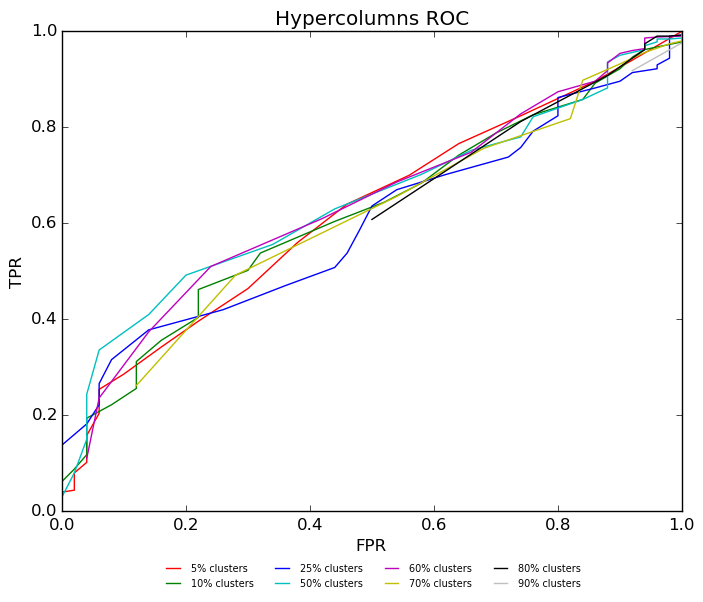 Hypercolumns ROC
1.0
0.8
0.6
0.4
0.2
0.0
TPR
0.0 0.2 0.4 0.6 0.8 1.0
FPR
5% clusters 25% clusters 60% clusters 80% clusters
10% clusters 50% clusters 70% clusters 90% clusters